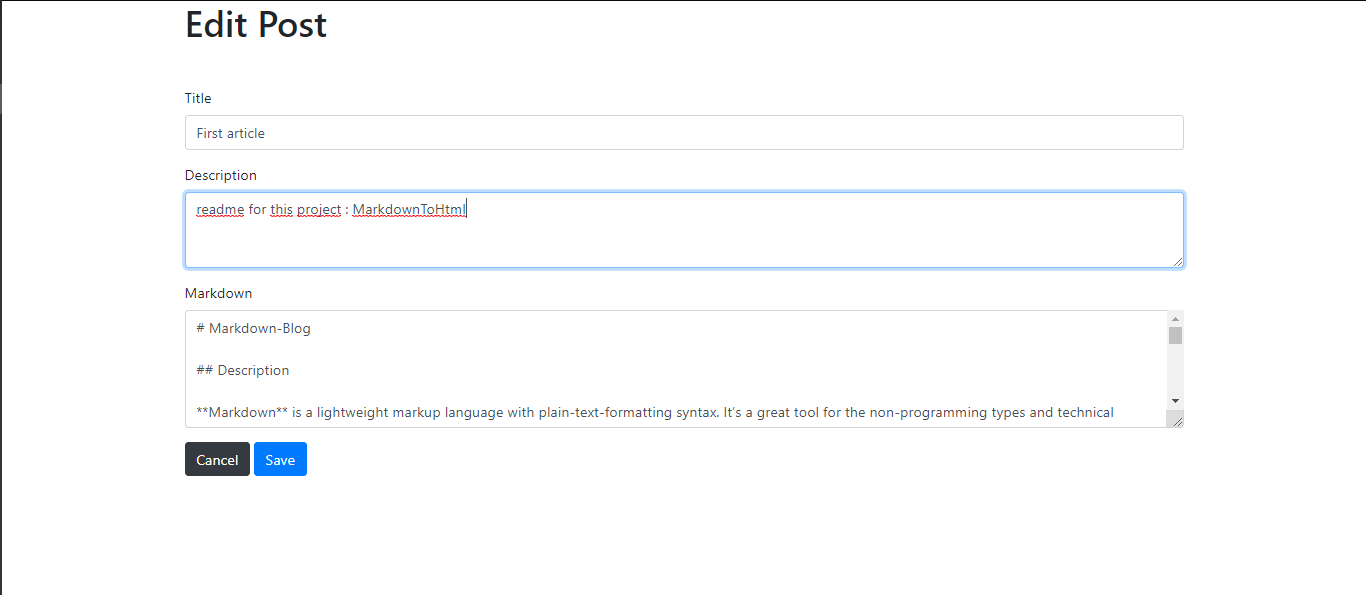 Edit Post
Title
First article
Description
readme for this project : MarkdownToHtml
Markdown
# Markdown-Blog
## Description
**Markdown** is a lightweight markup language with plain-text-formatting syntax. It’s a great tool for the non-programming types and technical
Cancel Save